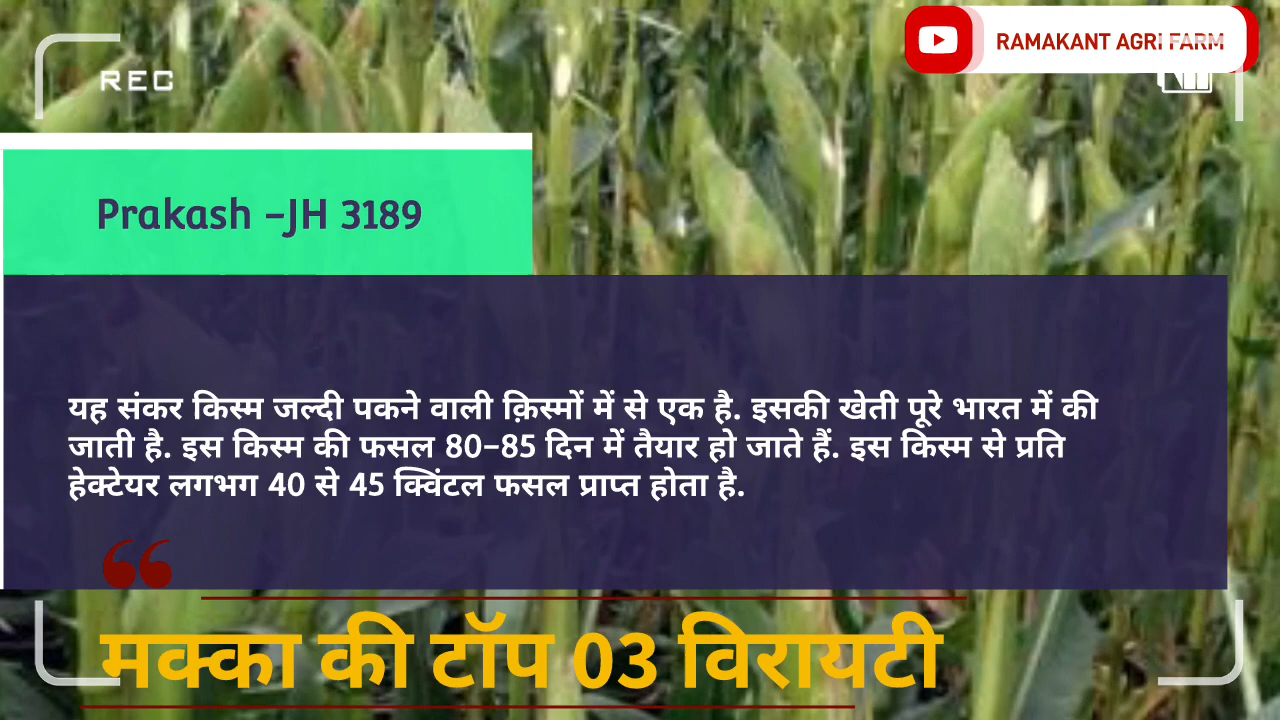 RAMAKANT AGRI FARM
REC
Prakash –JH 3189
यह संकर किस्म जल्दी पकने वाली क़िस्मों में से एक है. इसकी खेती पूरे भारत में की
जाती है. इस किस्म की फसल 80–85 दिन में तैयार हो जाते हैं. इस किस्म से प्रति
हेक्टेयर लगभग 40 से 45 क्विंटल फसल प्राप्त होता है.
“
मक्का की टॉप 03 विरायटी